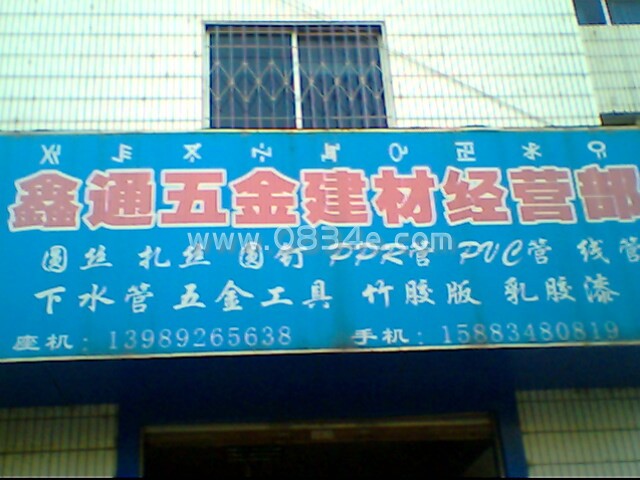 鑫通五金建材经营部
圆丝 扎丝 圆钉 PPR管 PVC管 线管
下水管 五金工具 竹胶版 乳胶漆
座机：13989265638 手机：15883480819
www.0834e.com